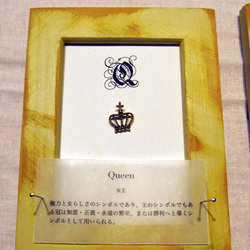 Q
Queen
女王
権力と女らしさのシンボルであり、王のシンボルでもあ
る冠は知恵・正義・永遠の繁栄、または勝利へと導くシ
ンボルとして用いられる。